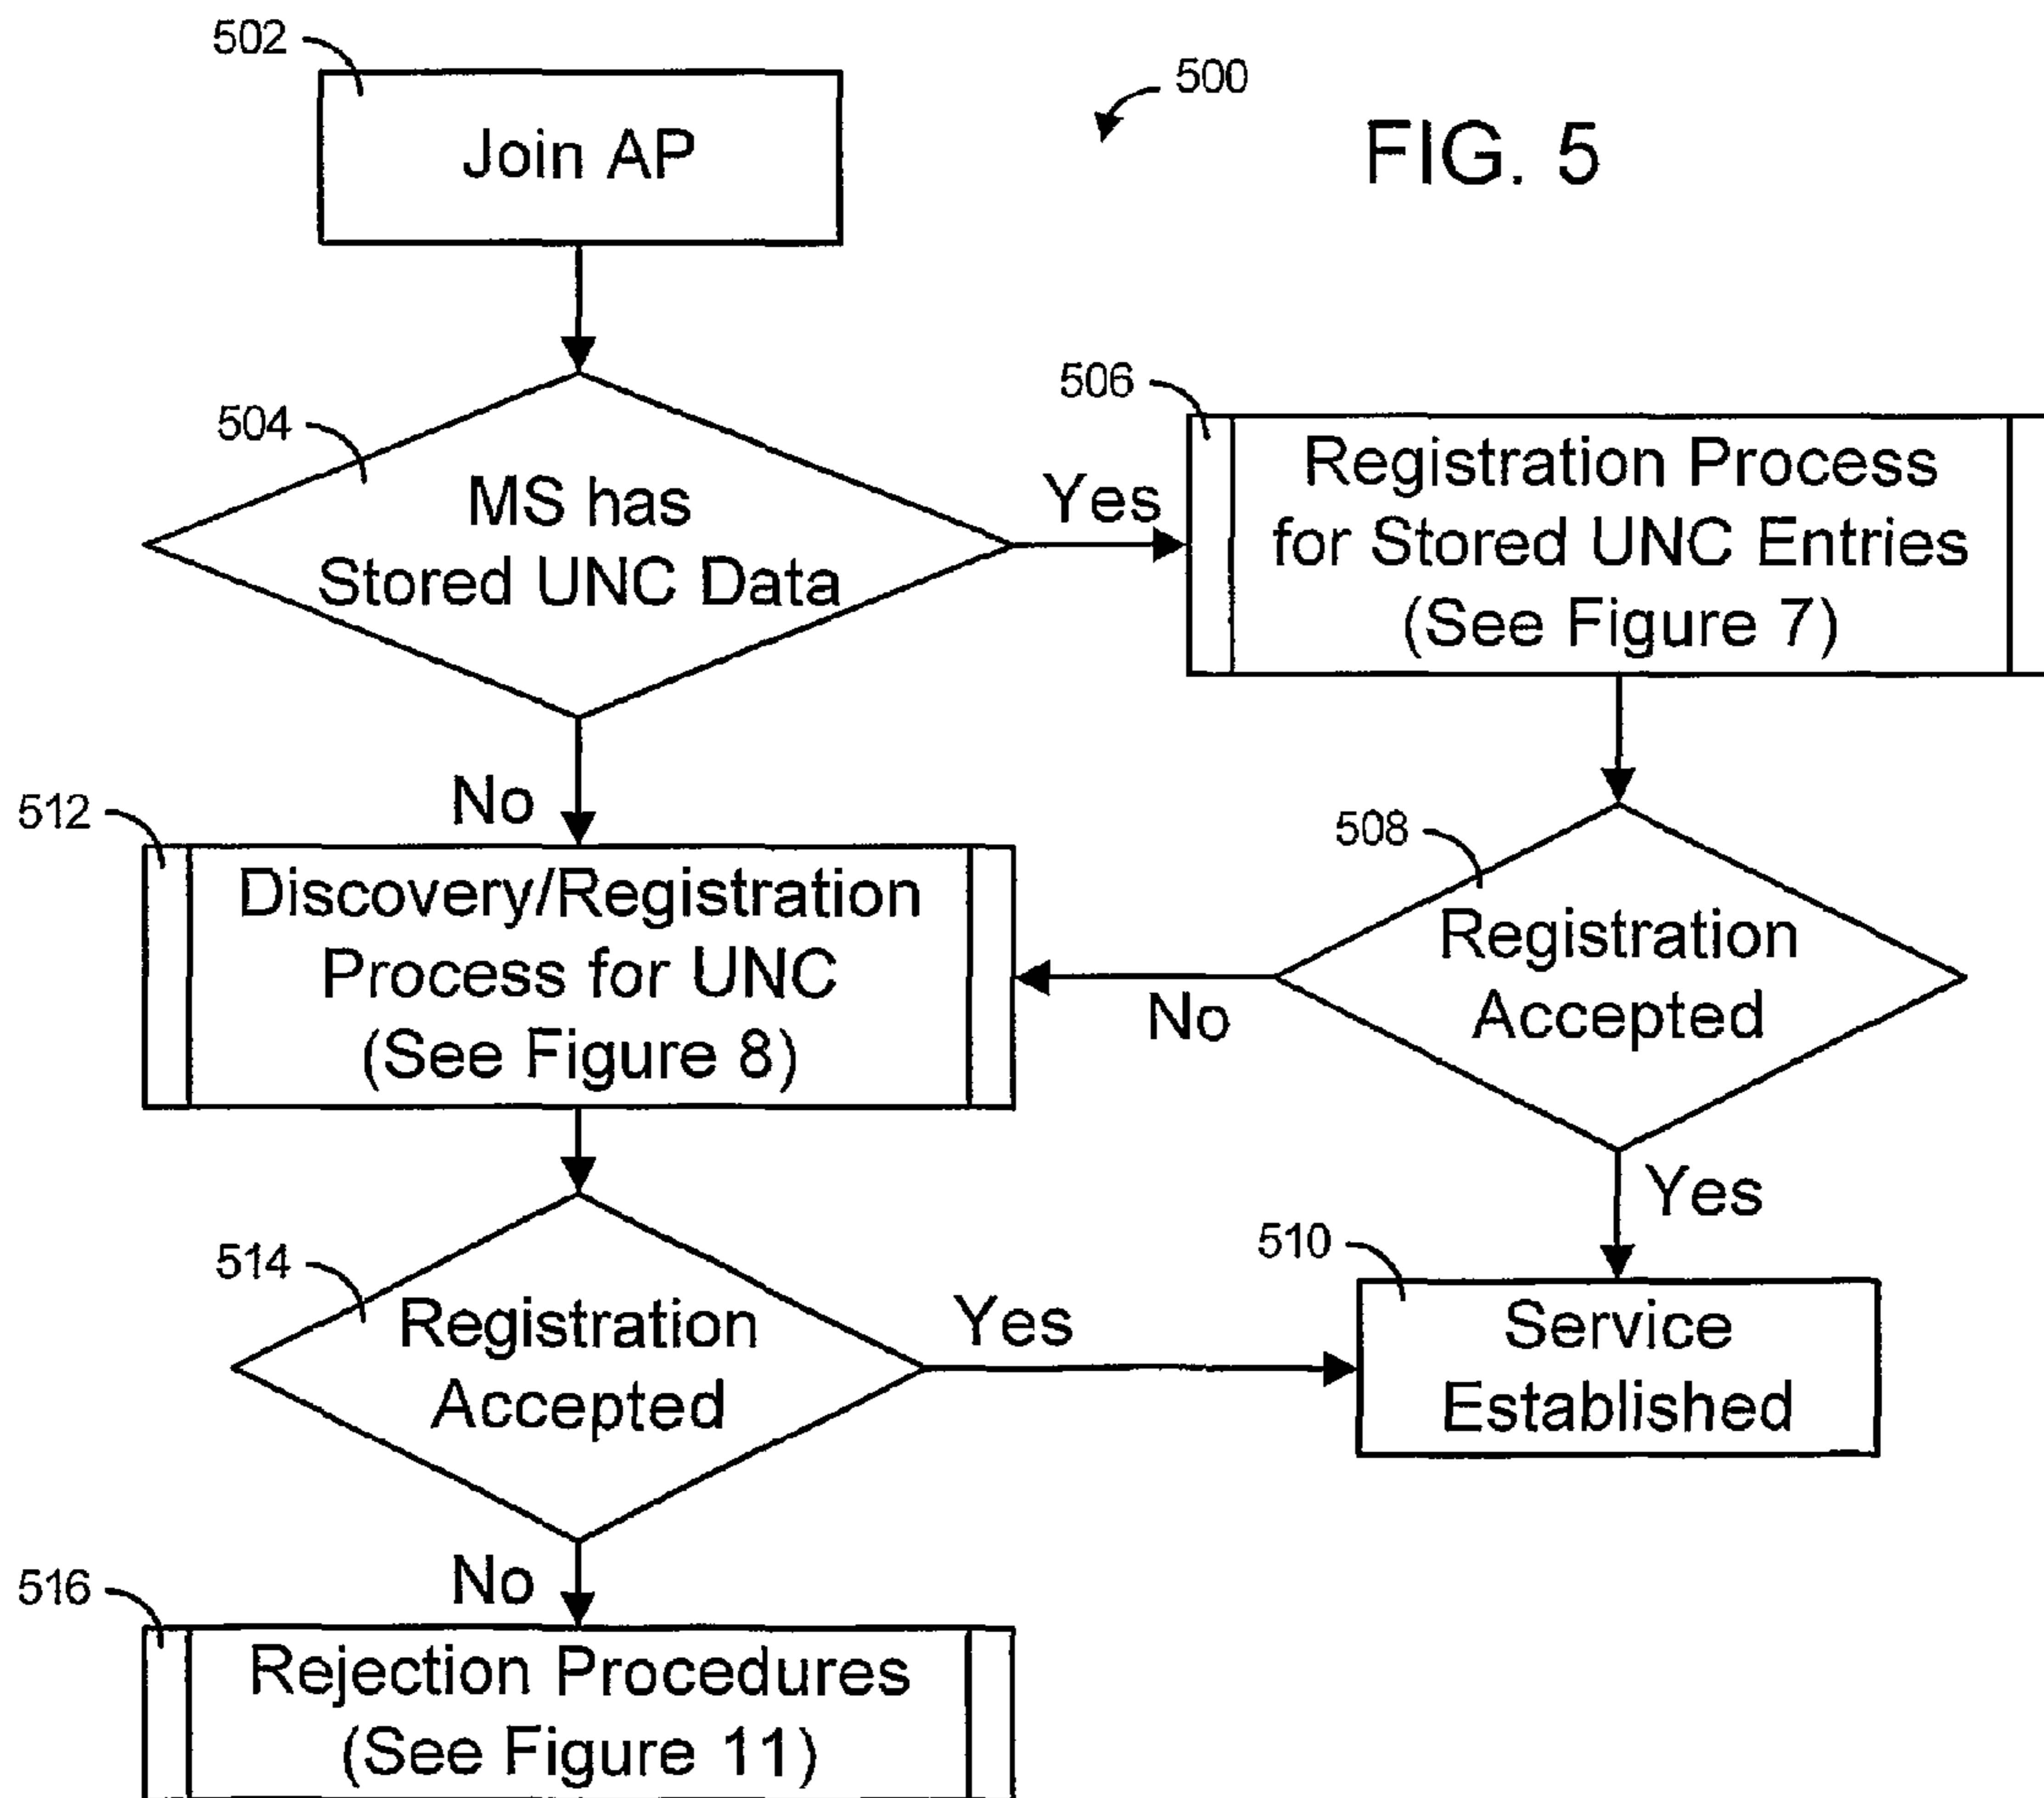 502
Join AP
500
FIG. 5
504
MS has
Stored UNC Data
Yes
506
Registration Process
for Stored UNC Entries
(See Figure 7)
No
512
Discovery/Registration
Process for UNC
(See Figure 8)
508
Registration
Accepted
No
Yes
514
Registration
Accepted
Yes
510
Service
Established
No
516
Rejection Procedures
(See Figure 11)